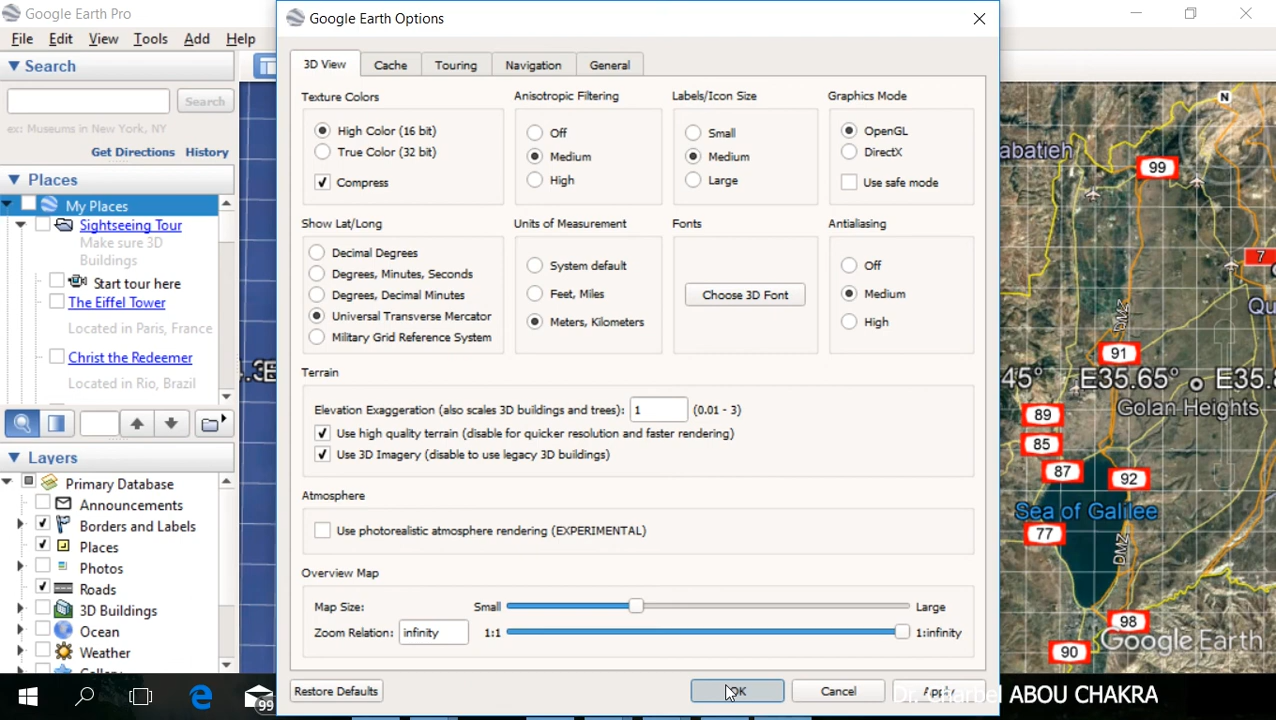 Google Earth Pro
File Edit View Tools Add Help
Search
Search
ex: Museums in New York, NY
Get Directions History
Places
My Places
Sightseeing Tour
Make sure 3D
Buildings
Start tour here
The Eiffel Tower
Located in Paris, France
Christ the Redeemer
Located in Rio, Brazil
Layers
Primary Database
Announcements
Borders and Labels
Places
Photos
Roads
3D Buildings
Ocean
Weather
99
Google Earth Options
3D View Cache Touring Navigation General
Texture Colors
High Color (16 bit)
True Color (32 bit)
Compress
Anisotropic Filtering
Off
Medium
High
Labels/Icon Size
Small
Medium
Large
Graphics Mode
OpenGL
DirectX
Use safe mode
Show Lat/Long
Decimal Degrees
Degrees, Minutes, Seconds
Degrees, Decimal Minutes
Universal Transverse Mercator
Military Grid Reference System
Units of Measurement
System default
Feet, Miles
Meters, Kilometers
Fonts
Choose 3D Font
Antialiasing
Off
Medium
High
Terrain
Elevation Exaggeration (also scales 3D buildings and trees): 1 (0.01 - 3)
Use high quality terrain (disable for quicker resolution and faster rendering)
Use 3D Imagery (disable to use legacy 3D buildings)
Atmosphere
Use photorealistic atmosphere rendering (EXPERIMENTAL)
Overview Map
Map Size: Small Large
Zoom Relation: infinity 1:1 1:infinity
Restore Defaults OK Cancel Apply
N
abatieh
99
7
Qu
DMZ
91
.3E
45° E35.65° E35.
89
Golan Heights
85
87
92
Sea of Galilee
77
DMZ
98
Google Earth
90
Dr. Charbel ABOU CHAKRA